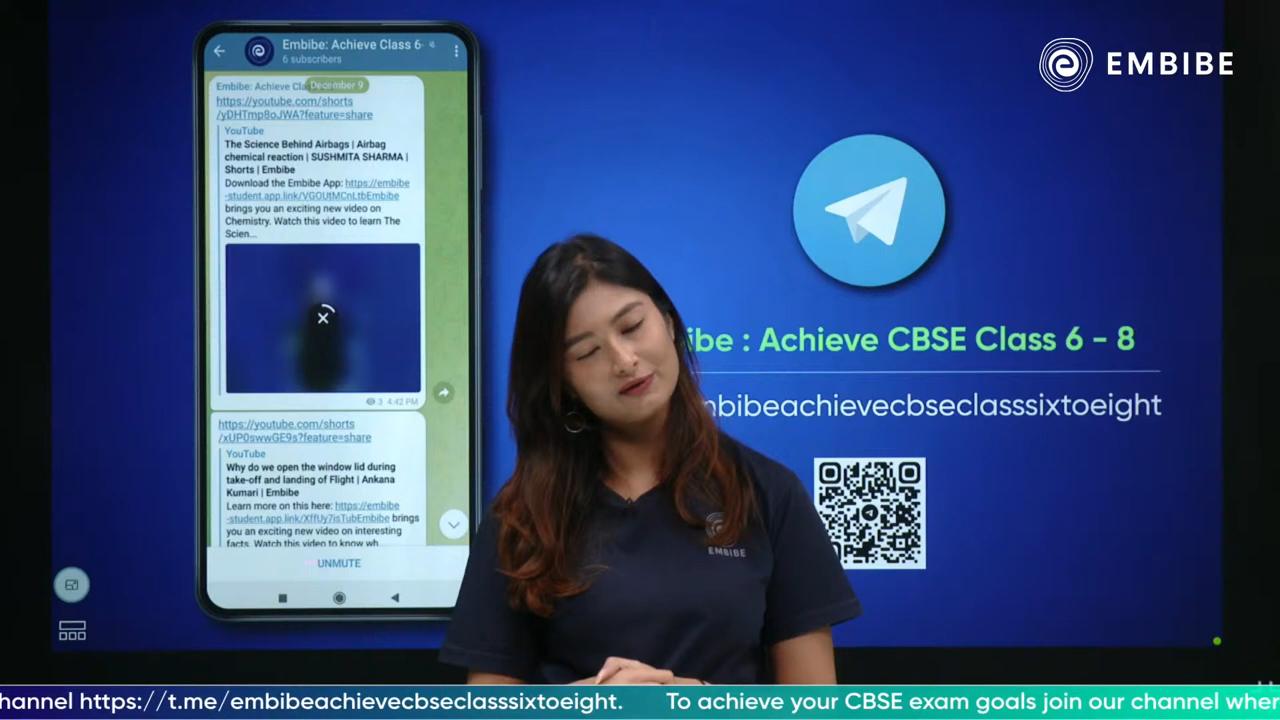 Embibe: Achieve Class 6-
6 subscribers
December 9
Embibe: Achieve Cla
https://youtube.com/shorts
/yDHTmp8oJWA?feature=share
YouTube
The Science Behind Airbags | Airbag
chemical reaction | SUSHMITA SHARMA |
Shorts | Embibe
Download the Embibe App: https://embibe
-student.app.link/VGOUtMCnLtbEmbibe
brings you an exciting new video on
Chemistry. Watch this video to learn The
Scien...
3 4:42 PM
https://youtube.com/shorts
/xUP0swwGE9s?feature=share
YouTube
Why do we open the window lid during
take-off and landing of Flight | Ankana
Kumari | Embibe
Learn more on this here: https://embibe
-student.app.link/XffUy7isTubEmbibe brings
you an exciting new video on interesting
facts. Watch this video to know wh
UNMUTE
EMBIBE
ibe : Achieve CBSE Class 6 - 8
mbibeachievecbseclasssixtoeight
EMBIBE
hannel https://t.me/embibeachievecbseclasssixtoeight. To achieve your CBSE exam goals join our channel wher